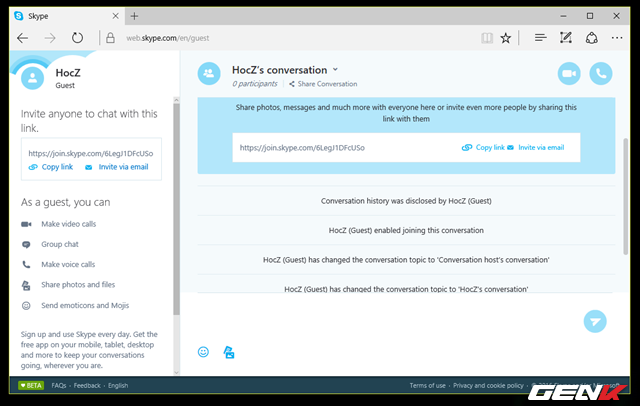 Skype
web.skype.com/en/guest
HocZ
Guest
Invite anyone to chat with this
link.
https://join.skype.com/6LegJ1DFcUSo
Copy link
Invite via email
As a guest, you can
Make video calls
Group chat
Make voice calls
Share photos and files
Send emoticons and Mojis
Sign up and use Skype every day. Get the
free app on your mobile, tablet, desktop
and more to keep your conversations
going, wherever you are.
HocZ's conversation
0 participants
Share Conversation
Share photos, messages and much more with everyone here or invite even more people by sharing this
link with them
https://join.skype.com/6LegJ1DFcUSo
Copy link
Invite via email
Conversation history was disclosed by HocZ (Guest)
HocZ (Guest) enabled joining this conversation
HocZ (Guest) has changed the conversation topic to 'Conversation host's conversation'
HocZ (Guest) has changed the conversation topic to 'HocZ's conversation'
BETA
FAQs · Feedback · English
Terms of use · Privacy and cookie policy · © 2016 Skype and/or Microsoft
GENK